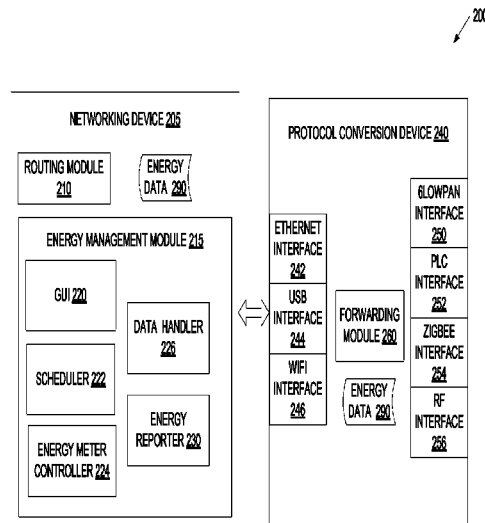 200
NETWORKING DEVICE 205
ROUTING MODULE
210
ENERGY
DATA 290
ENERGY MANAGEMENT MODULE 215
GUI 220
SCHEDULER 222
ENERGY METER
CONTROLLER 224
DATA HANDLER
226
ENERGY
REPORTER 230
PROTOCOL CONVERSION DEVICE 240
ETHERNET
INTERFACE
242
USB
INTERFACE
244
WIFI
INTERFACE
246
FORWARDING
MODULE 260
ENERGY
DATA 290
6LOWPAN
INTERFACE
250
PLC
INTERFACE
252
ZIGBEE
INTERFACE
254
RF
INTERFACE
256